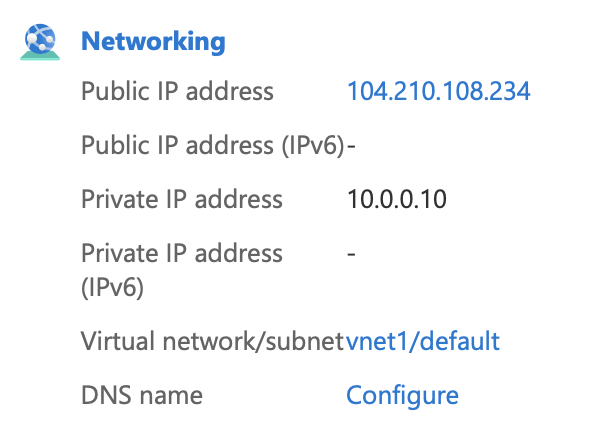 Networking
Public IP address 104.210.108.234
Public IP address (IPv6) -
Private IP address 10.0.0.10
Private IP address -
(IPv6)
Virtual network/subnet vnet1/default
DNS name Configure